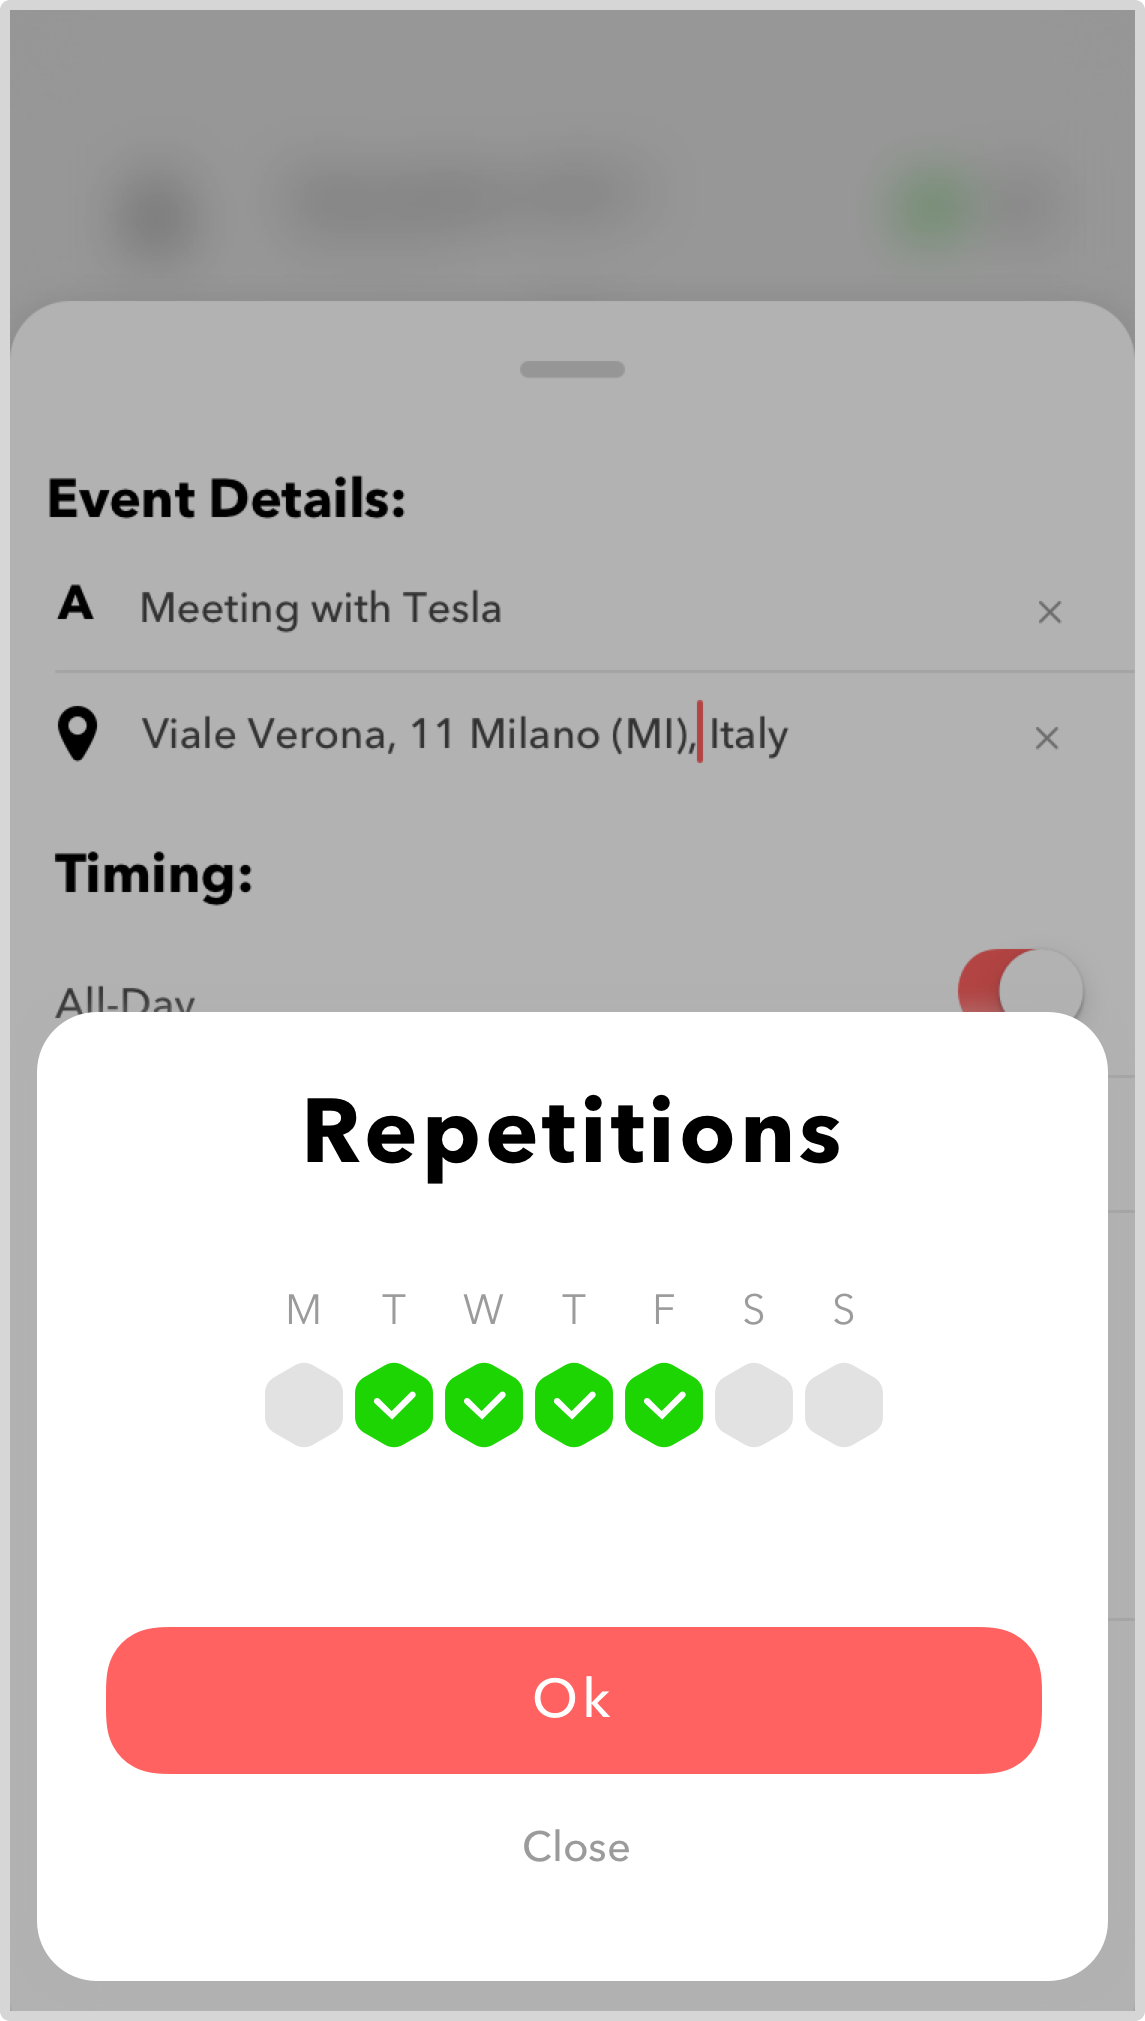 Event Details:
A Meeting with Tesla ×
Viale Verona, 11 Milano (MI), Italy ×
Timing:
All-Day
Repetitions
M T W T F S S
Ok
Close